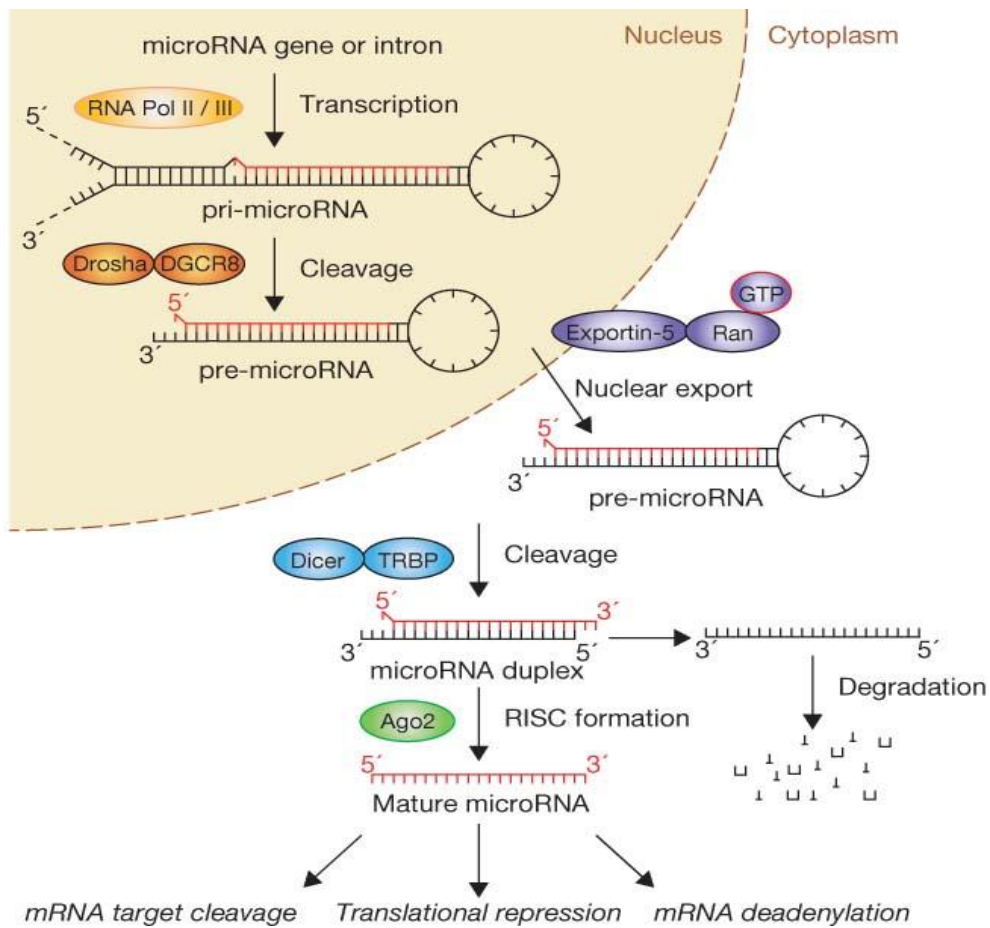 microRNA gene or intron
Nucleus
Cytoplasm
RNA Pol II / III
Transcription
5´
3´
pri-microRNA
Drosha
DGCR8
Cleavage
5´
3´
pre-microRNA
GTP
Exportin-5
Ran
Nuclear export
5´
3´
pre-microRNA
Dicer
TRBP
Cleavage
5´
3´
3´
5´
microRNA duplex
3´
5´
Degradation
Ago2
RISC formation
5´
3´
Mature microRNA
mRNA target cleavage
Translational repression
mRNA deadenylation